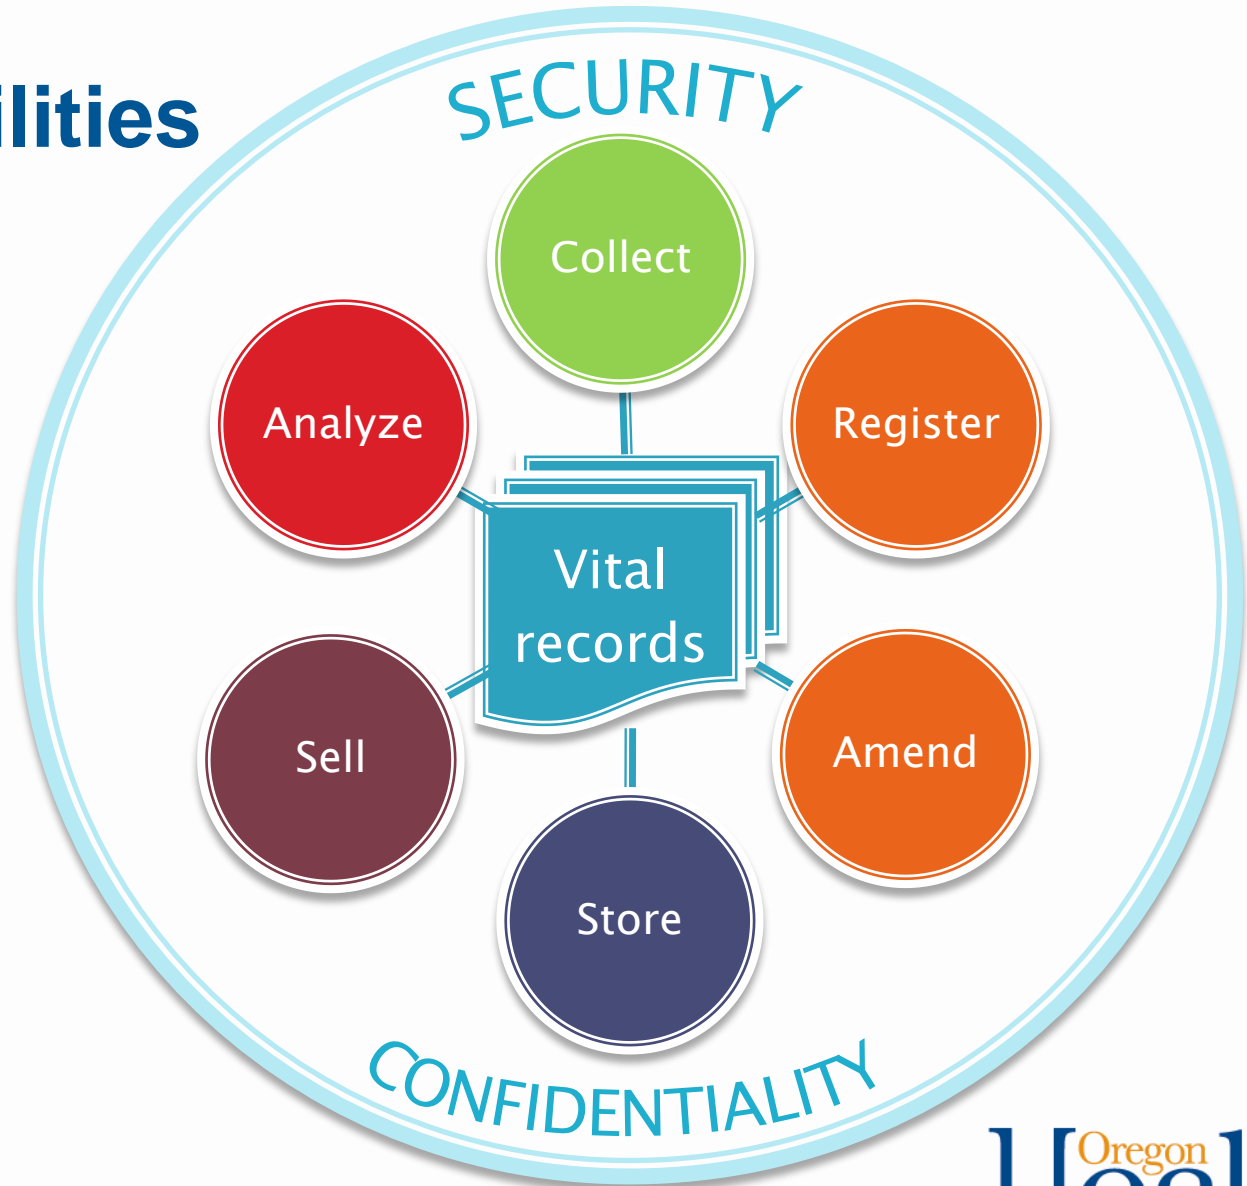 ilities
SECURITY
Collect
Analyze
Register
Vital
records
Sell
Amend
Store
CONFIDENTIALITY
Oregon